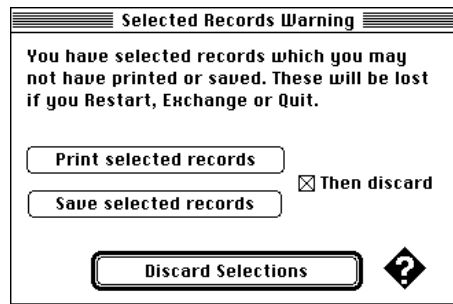 Selected Records Warning
You have selected records which you may
not have printed or saved. These will be lost
if you Restart, Exchange or Quit.
Print selected records
Then discard
Save selected records
Discard Selections
?